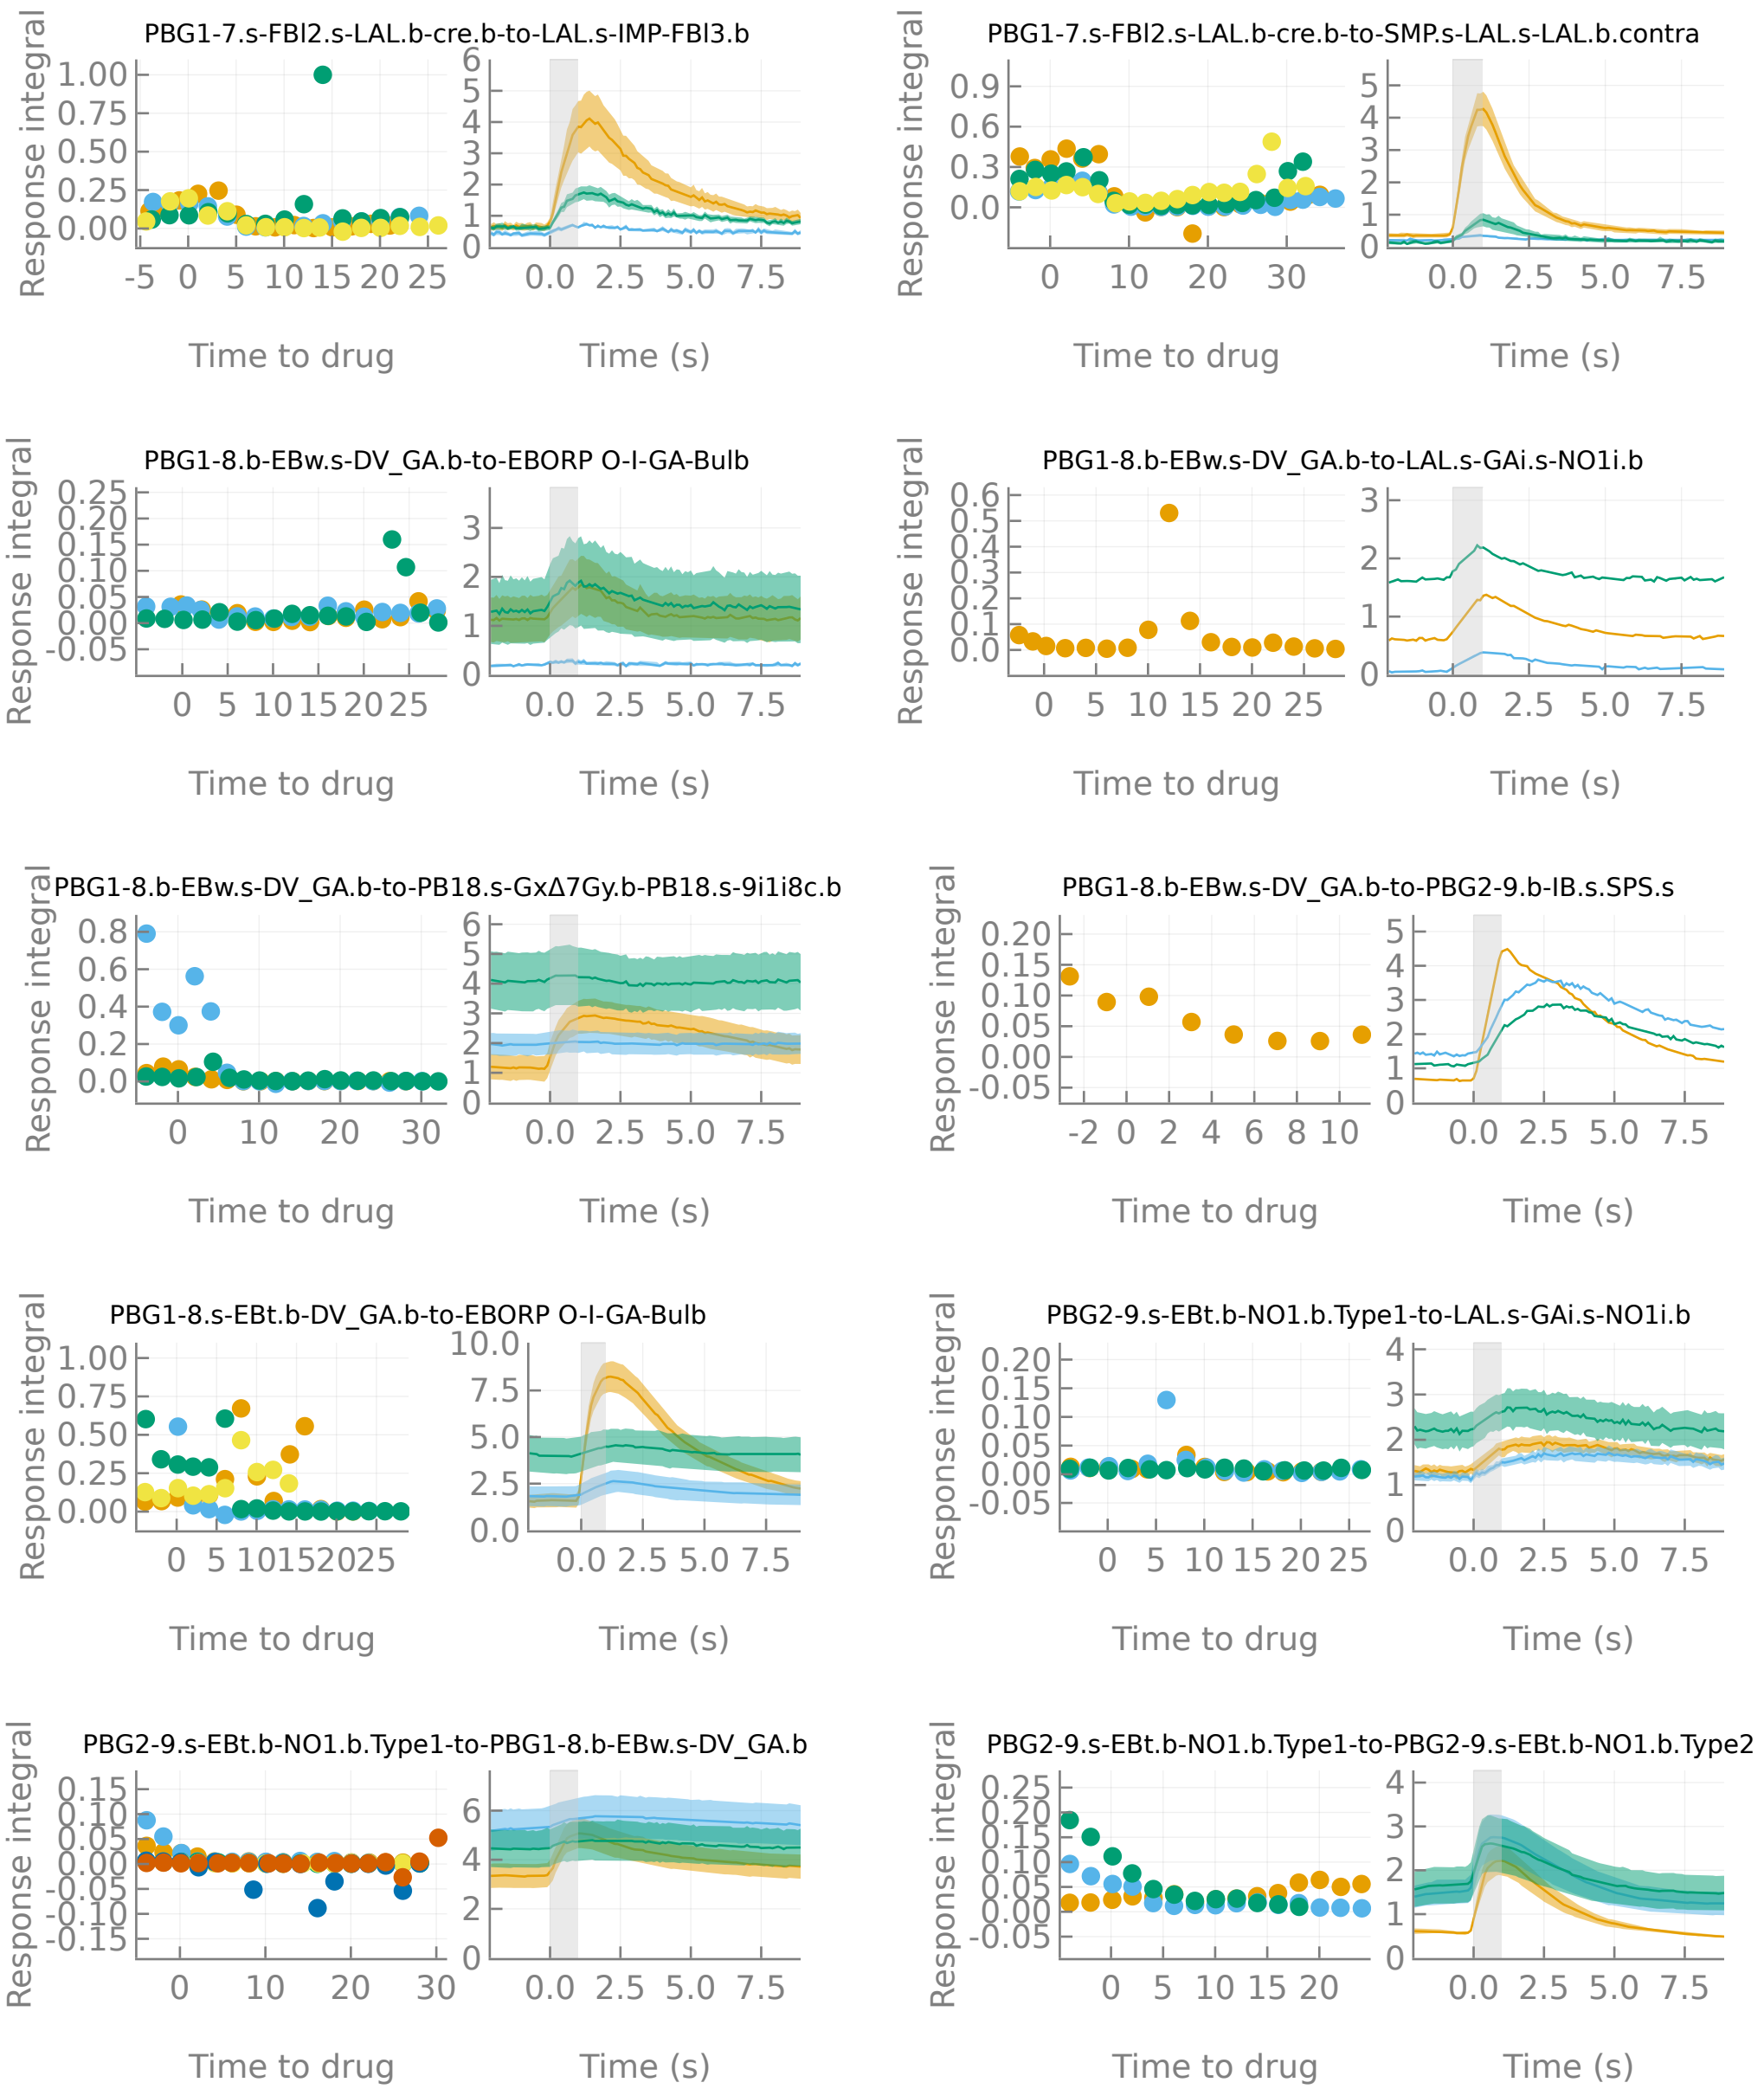 PBG1-7.s-FBl2.s-LAL.b-cre.b-to-LAL.s-IMP-FBl3.b
Response integral
1.00
0.75
0.50
0.25
0.00
-5 0 5 10 15 20 25
Time to drug
6
5
4
3
2
1
0
0.0 2.5 5.0 7.5
Time (s)
PBG1-7.s-FBl2.s-LAL.b-cre.b-to-SMP.s-LAL.s-LAL.b.contra
Response integral
0.9
0.6
0.3
0.0
0 10 20 30
Time to drug
5
4
3
2
1
0
0.0 2.5 5.0 7.5
Time (s)
PBG1-8.b-EBw.s-DV_GA.b-to-EBORP O-I-GA-Bulb
Response integral
0.25
0.20
0.15
0.10
0.05
0.00
-0.05
0 5 10 15 20 25
Time to drug
3
2
1
0
0.0 2.5 5.0 7.5
Time (s)
PBG1-8.b-EBw.s-DV_GA.b-to-LAL.s-GAi.s-NO1i.b
Response integral
0.6
0.5
0.4
0.3
0.2
0.1
0.0
0 5 10 15 20 25
Time to drug
3
2
1
0
0.0 2.5 5.0 7.5
Time (s)
PBG1-8.b-EBw.s-DV_GA.b-to-PB18.s-GxΔ7Gy.b-PB18.s-9i1i8c.b
Response integral
0.8
0.6
0.4
0.2
0.0
0 10 20 30
Time to drug
6
5
4
3
2
1
0
0.0 2.5 5.0 7.5
Time (s)
PBG1-8.b-EBw.s-DV_GA.b-to-PBG2-9.b-IB.s.SPS.s
Response integral
0.20
0.15
0.10
0.05
0.00
-0.05
-2 0 2 4 6 8 10
Time to drug
5
4
3
2
1
0
0.0 2.5 5.0 7.5
Time (s)
PBG1-8.s-EBt.b-DV_GA.b-to-EBORP O-I-GA-Bulb
Response integral
1.00
0.75
0.50
0.25
0.00
0 5 10 15 20 25
Time to drug
10.0
7.5
5.0
2.5
0.0
0.0 2.5 5.0 7.5
Time (s)
PBG2-9.s-EBt.b-NO1.b.Type1-to-LAL.s-GAi.s-NO1i.b
Response integral
0.20
0.15
0.10
0.05
0.00
-0.05
0 5 10 15 20 25
Time to drug
4
3
2
1
0
0.0 2.5 5.0 7.5
Time (s)
PBG2-9.s-EBt.b-NO1.b.Type1-to-PBG1-8.b-EBw.s-DV_GA.b
Response integral
0.15
0.10
0.05
0.00
-0.05
-0.10
-0.15
0 10 20 30
Time to drug
6
4
2
0
0.0 2.5 5.0 7.5
Time (s)
PBG2-9.s-EBt.b-NO1.b.Type1-to-PBG2-9.s-EBt.b-NO1.b.Type2
Response integral
0.25
0.20
0.15
0.10
0.05
0.00
-0.05
0 5 10 15 20
Time to drug
4
3
2
1
0
0.0 2.5 5.0 7.5
Time (s)